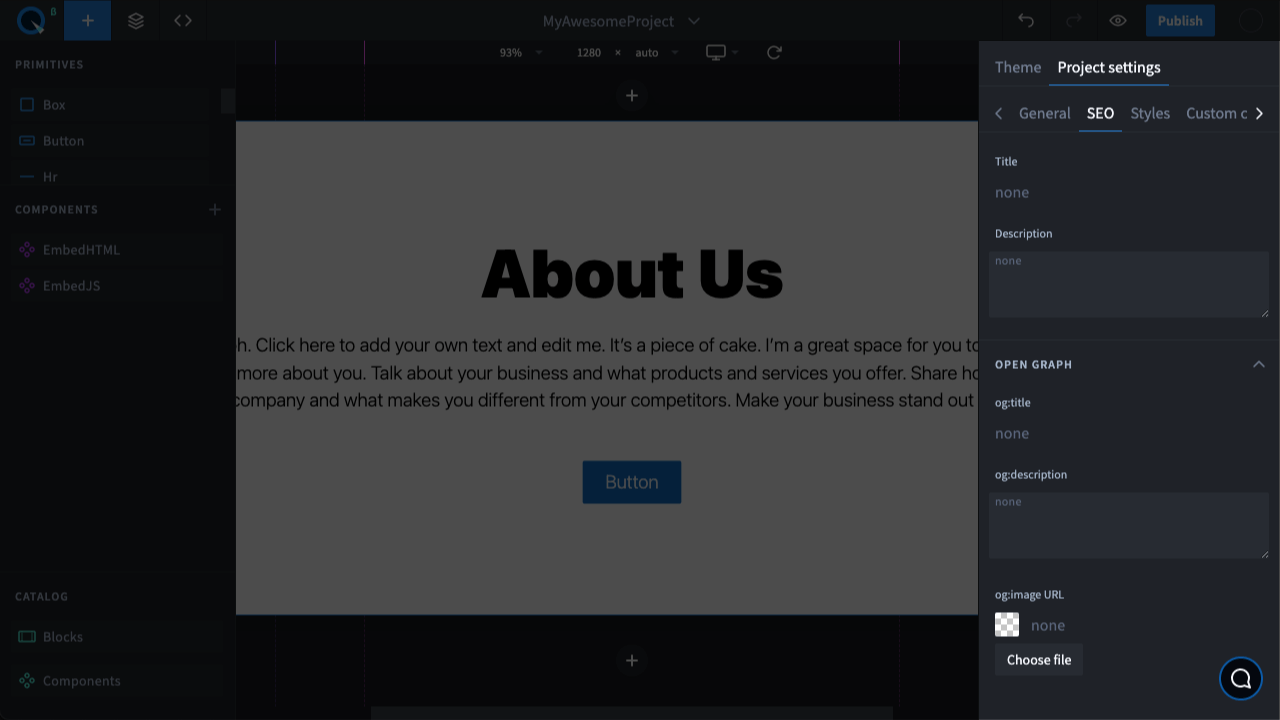 β
MyAwesomeProject
Publish
PRIMITIVES
Box
Button
Hr
COMPONENTS
EmbedHTML
EmbedJS
CATALOG
Blocks
Components
93%
1280 × auto
About Us
h. Click here to add your own text and edit me. It's a piece of cake. I'm a great space for you to
more about you. Talk about your business and what products and services you offer. Share ho
company and what makes you different from your competitors. Make your business stand out
Button
Theme Project settings
General SEO Styles Custom c
Title
none
Description
none
OPEN GRAPH
og:title
none
og:description
none
og:image URL
none
Choose file